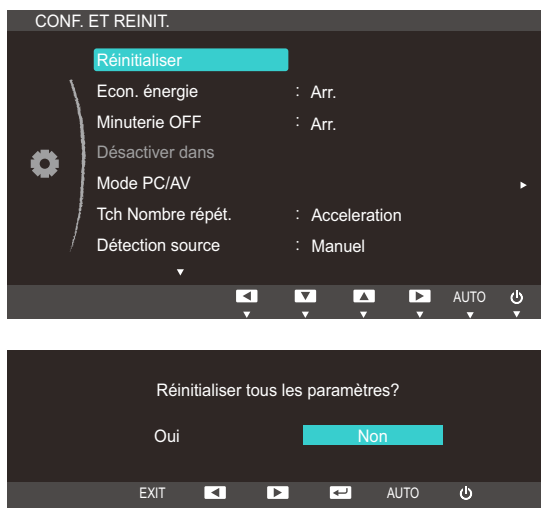 CONF. ET REINIT.
Réinitialiser
Econ. énergie : Arr.
Minuterie OFF : Arr.
Désactiver dans
Mode PC/AV
Tch Nombre répét. : Acceleration
Détection source : Manuel
AUTO
Réinitialiser tous les paramètres?
Oui Non
EXIT AUTO